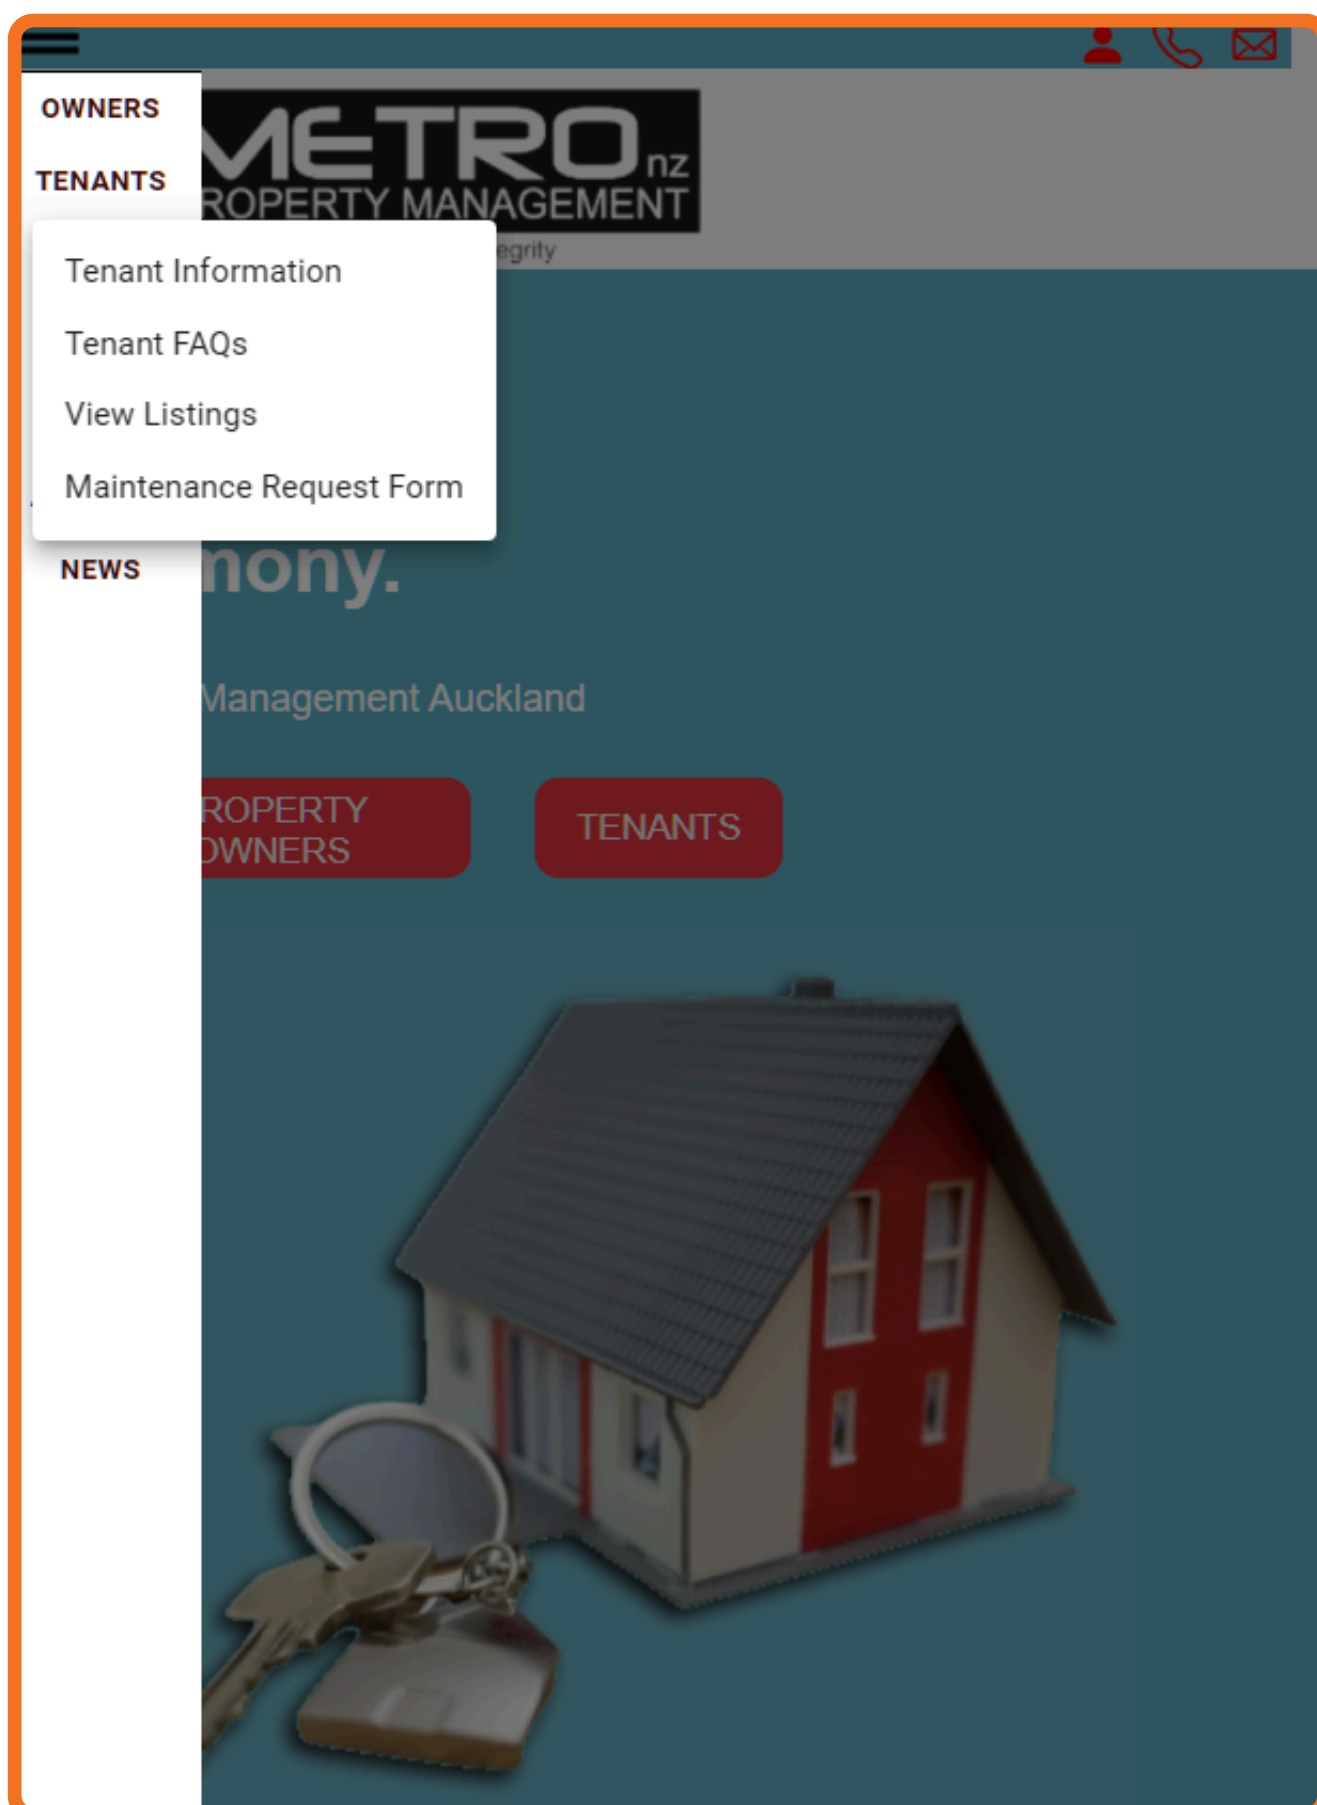 OWNERS
TENANTS
METRO nz
ROPERTY MANAGEMENT
egrity
Tenant Information
Tenant FAQs
View Listings
Maintenance Request Form
NEWS
mony.
Management Auckland
ROPERTY
OWNERS
TENANTS